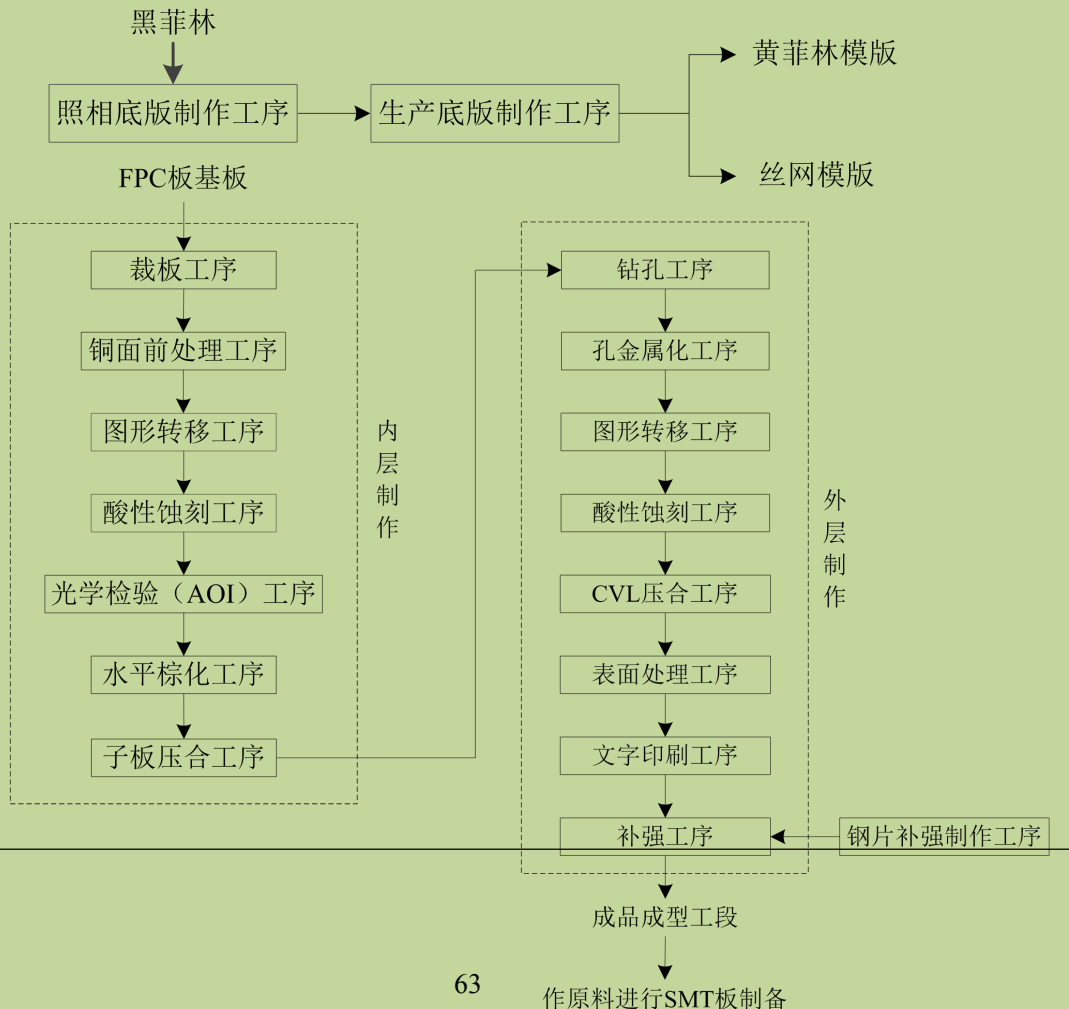 黑菲林
照相底版制作工序
生产底版制作工序
黄菲林模版
丝网模版
FPC板基板
裁板工序
铜面前处理工序
图形转移工序
酸性蚀刻工序
光学检验（AOI）工序
水平棕化工序
子板压合工序
内层制作
钻孔工序
孔金属化工序
图形转移工序
酸性蚀刻工序
CVL压合工序
表面处理工序
文字印刷工序
补强工序
外层制作
钢片补强制作工序
成品成型工段
作原料进行SMT板制备
63